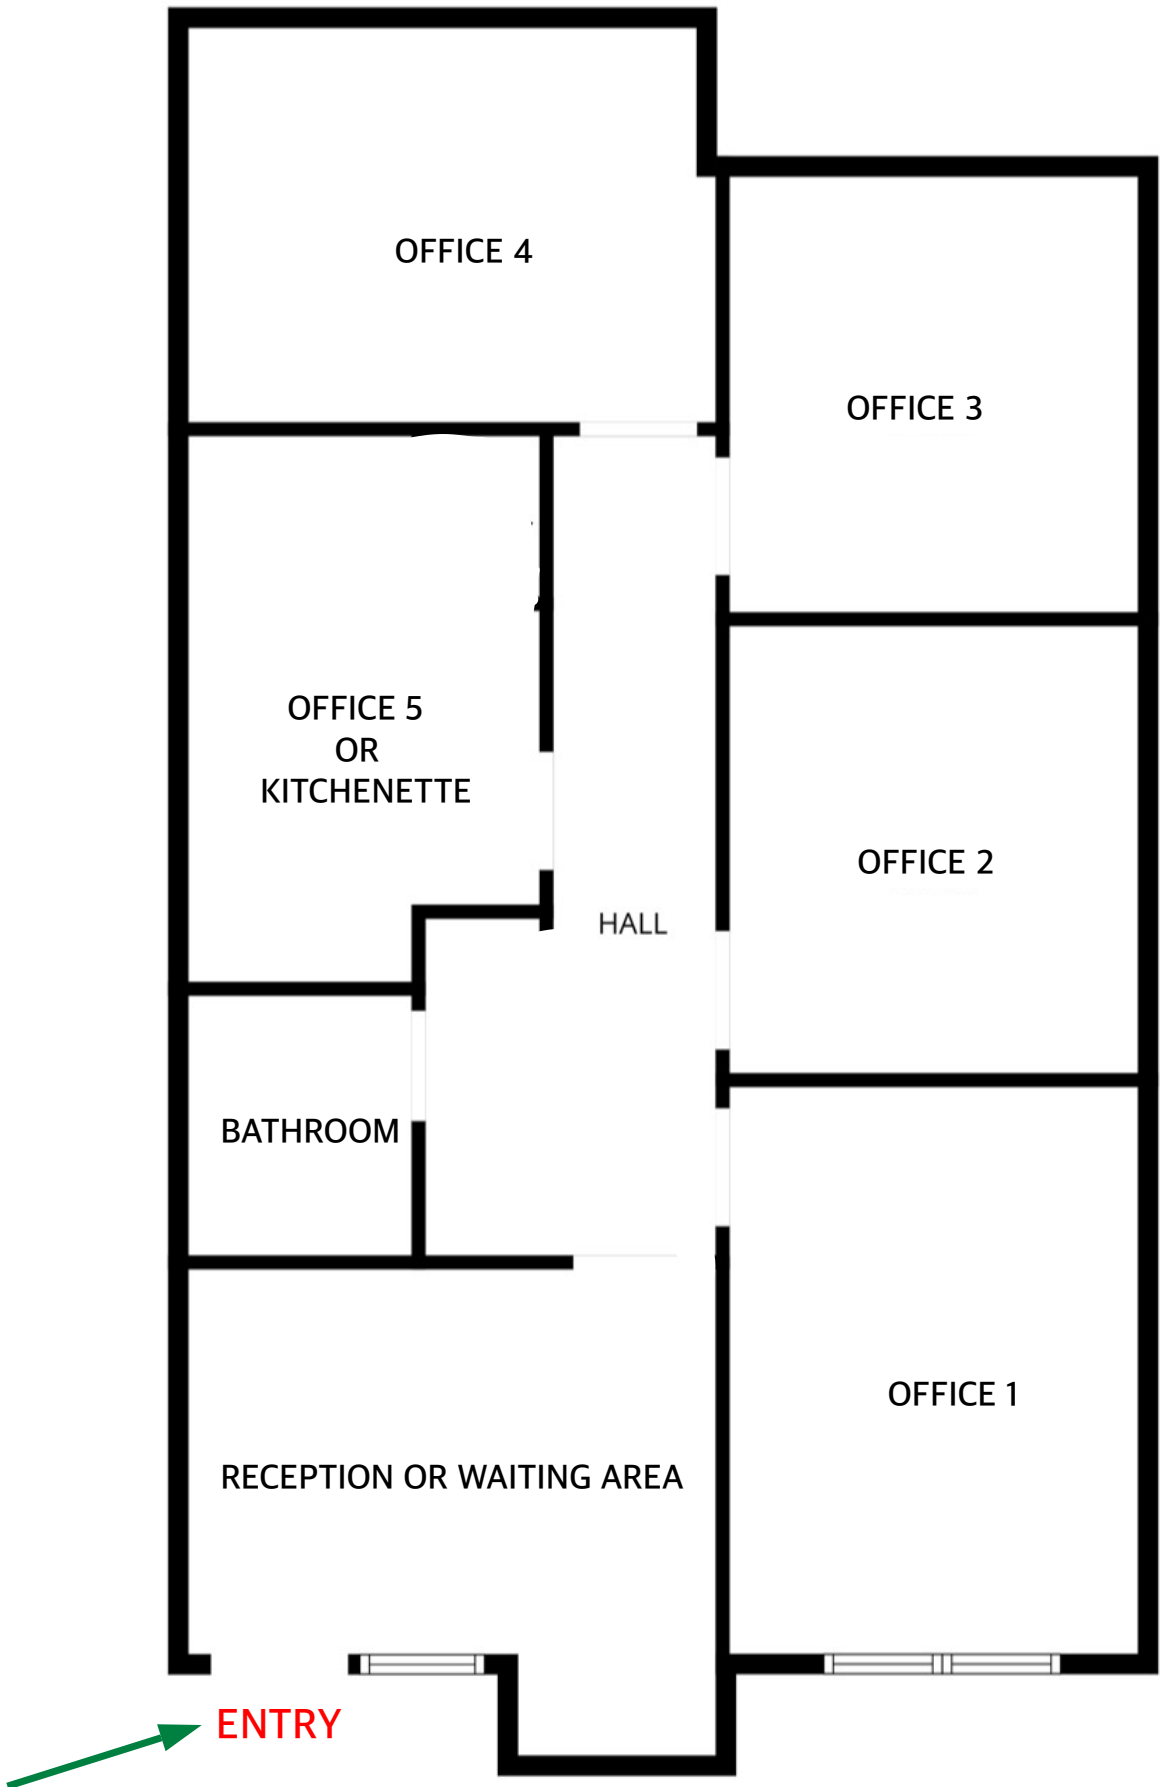 OFFICE 4
OFFICE 3
OFFICE 5
OR
KITCHENETTE
OFFICE 2
HALL
BATHROOM
OFFICE 1
RECEPTION OR WAITING AREA
ENTRY